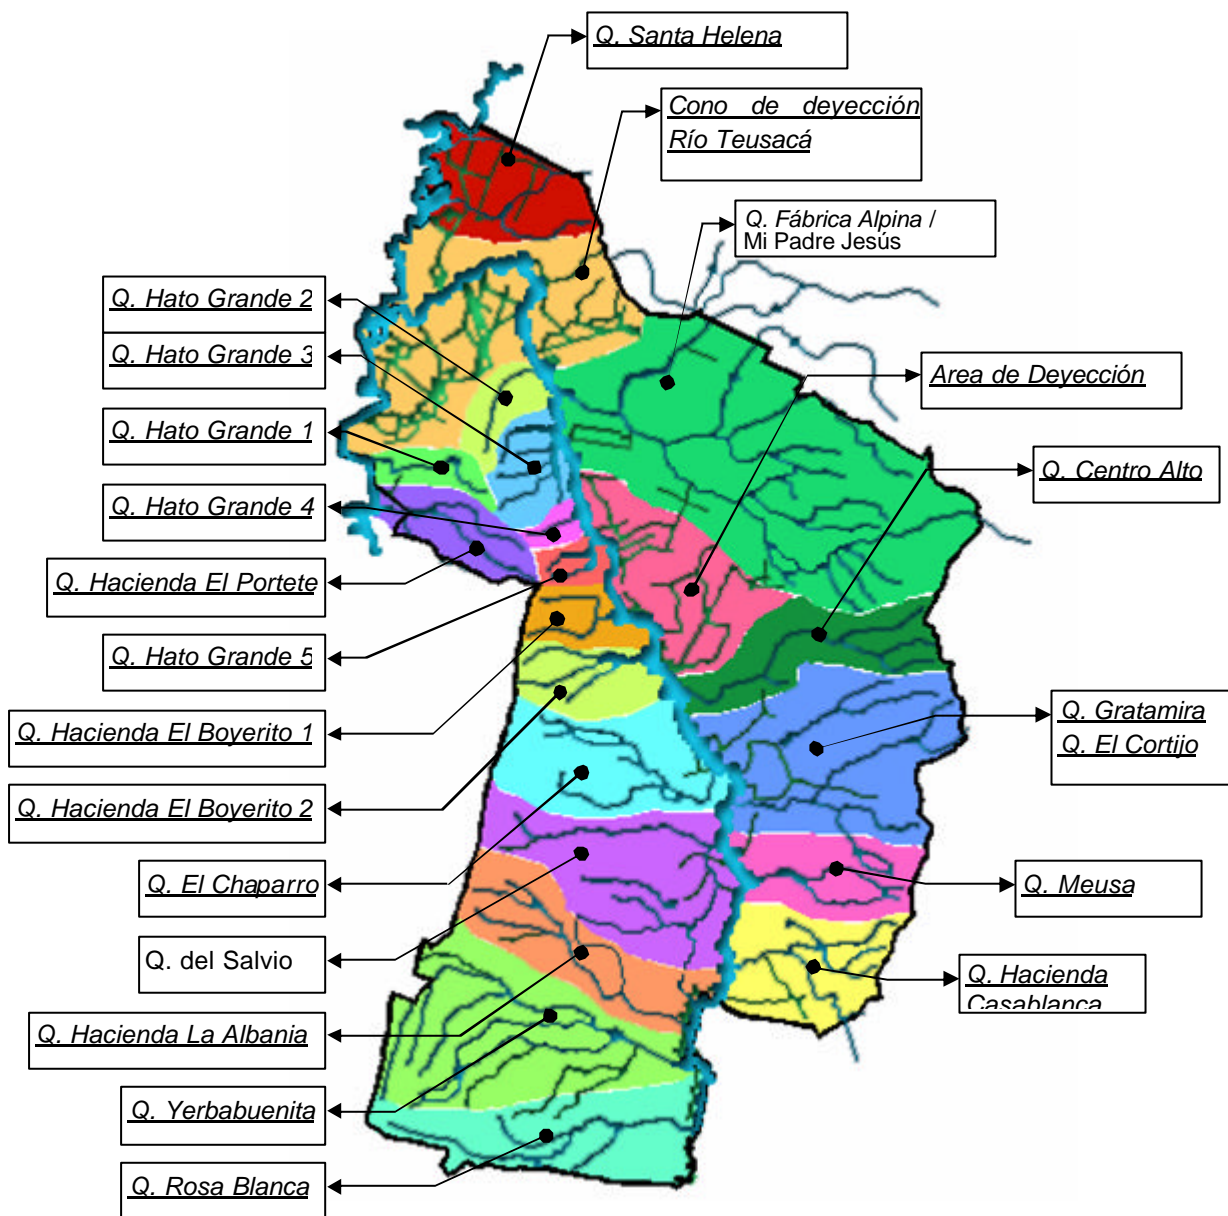 Q. Santa Helena
Cono de deyección
Río Teusacá
Q. Fábrica Alpina /
Mi Padre Jesús
Q. Hato Grande 2
Q. Hato Grande 3
Area de Deyección
Q. Hato Grande 1
Q. Centro Alto
Q. Hato Grande 4
Q. Hacienda El Portete
Q. Hato Grande 5
Q. Gratamira
Q. El Cortijo
Q. Hacienda El Boyerito 1
Q. Hacienda El Boyerito 2
Q. El Chaparro
Q. Meusa
Q. del Salvio
Q. Hacienda
Casablanca
Q. Hacienda La Albania
Q. Yerbabuenita
Q. Rosa Blanca